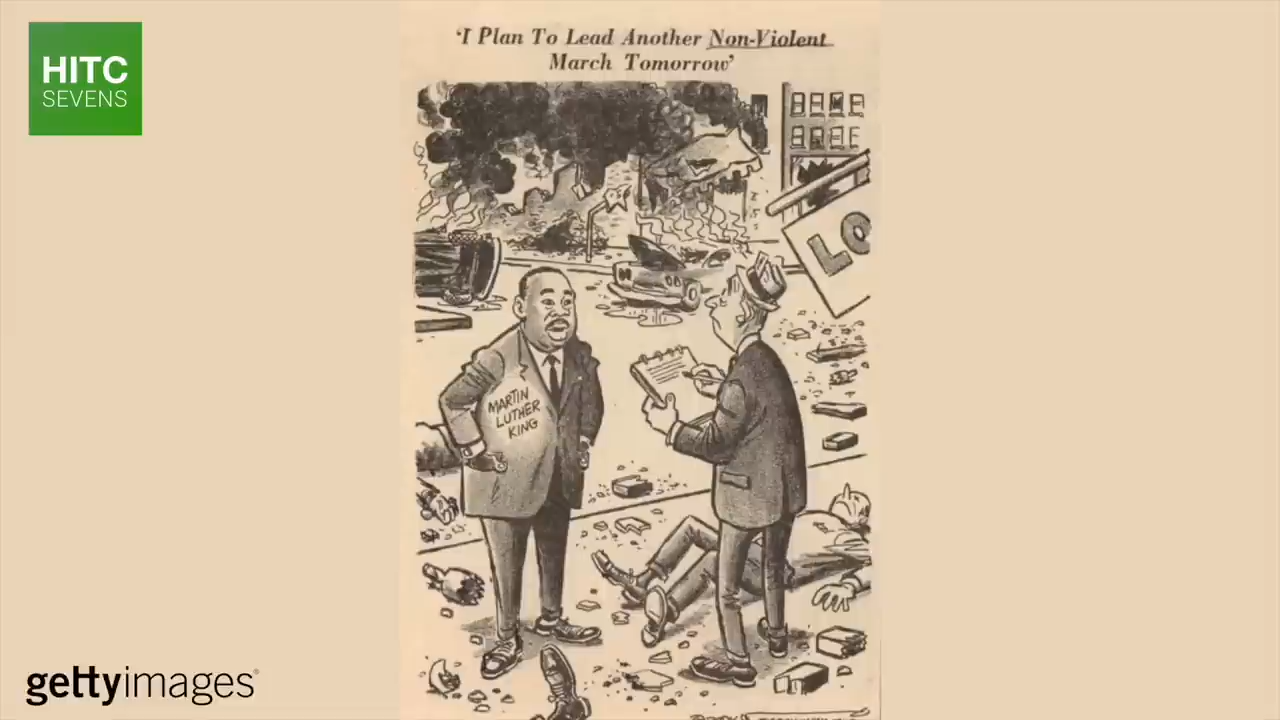 HITC
SEVENS
'I Plan To Lead Another Non-Violent
March Tomorrow'
LO
MARTIN
LUTHER
KING
gettyimages®